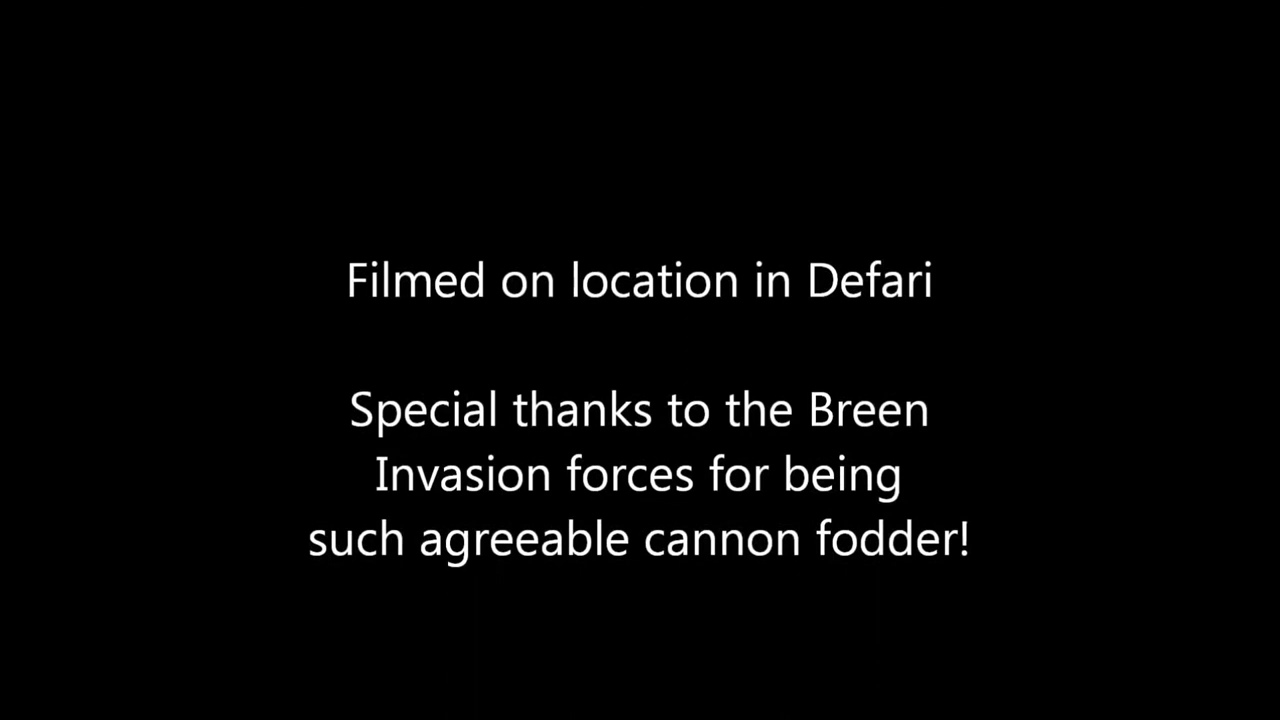 Filmed on location in Defari
Special thanks to the Breen
Invasion forces for being
such agreeable cannon fodder!